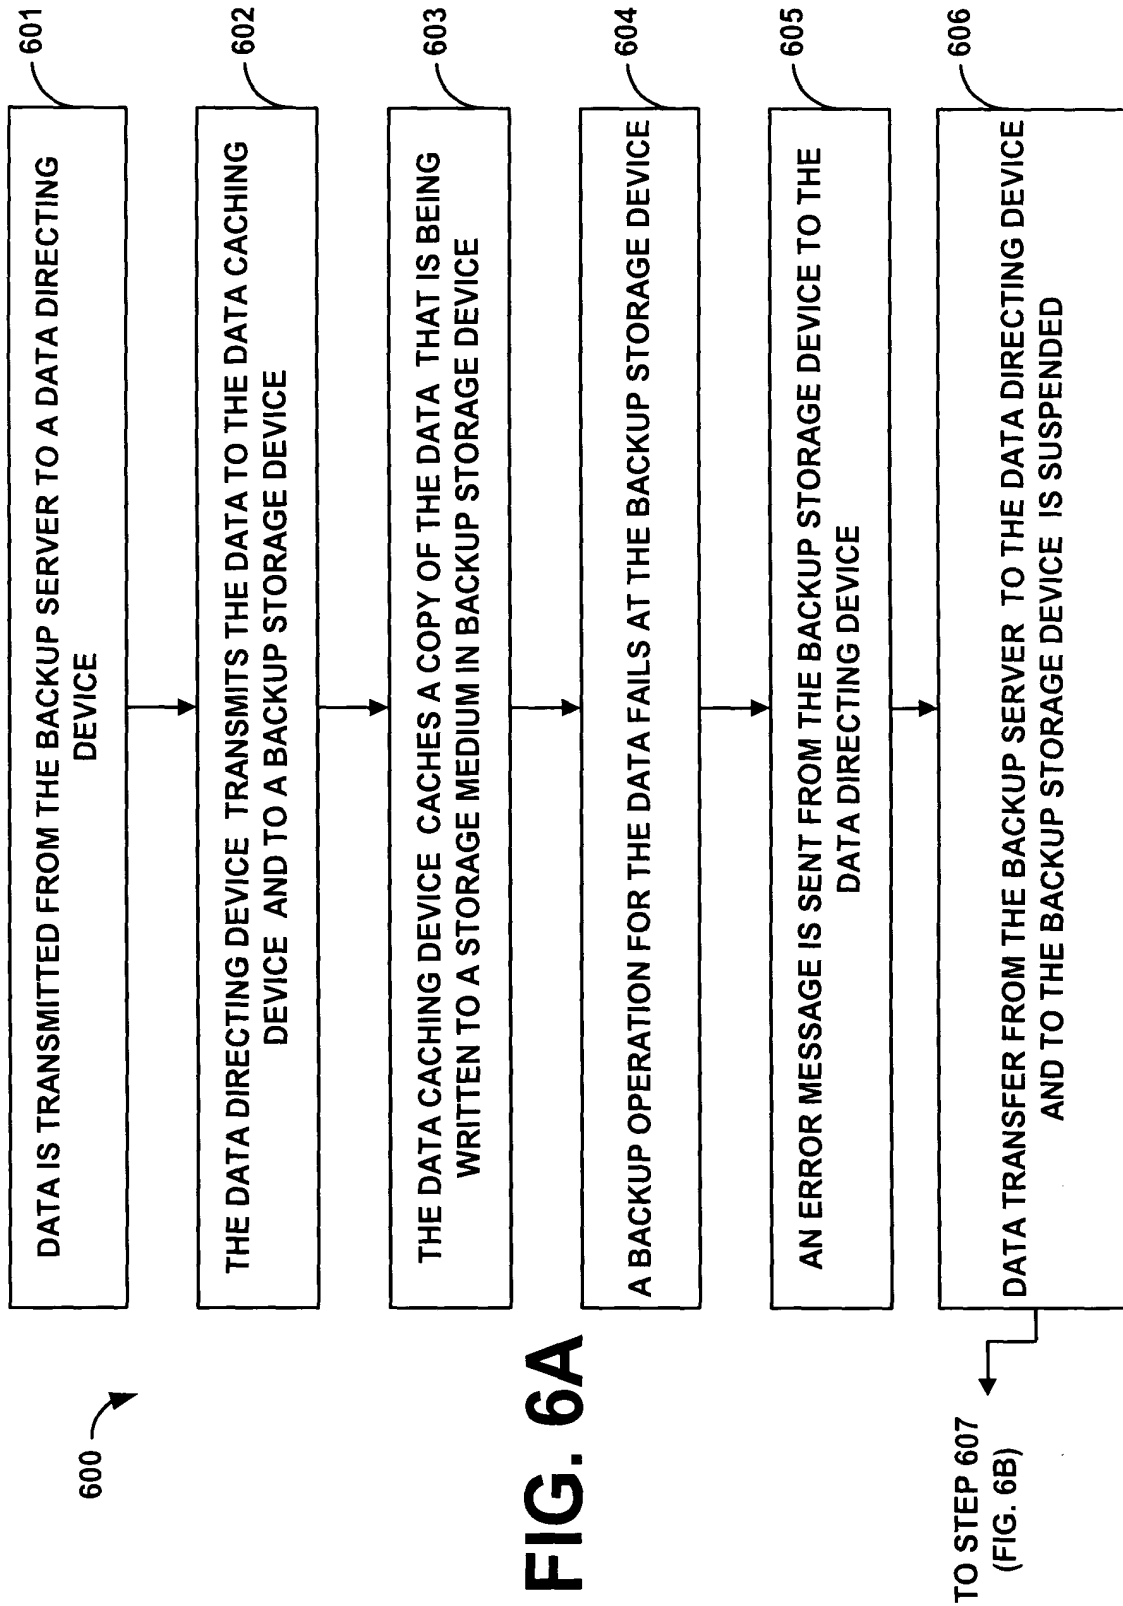 600
DATA IS TRANSMITTED FROM THE BACKUP SERVER TO A DATA DIRECTING
DEVICE
601
THE DATA DIRECTING DEVICE TRANSMITS THE DATA TO THE DATA CACHING
DEVICE AND TO A BACKUP STORAGE DEVICE
602
THE DATA CACHING DEVICE CACHES A COPY OF THE DATA THAT IS BEING
WRITTEN TO A STORAGE MEDIUM IN BACKUP STORAGE DEVICE
603
A BACKUP OPERATION FOR THE DATA FAILS AT THE BACKUP STORAGE DEVICE
604
AN ERROR MESSAGE IS SENT FROM THE BACKUP STORAGE DEVICE TO THE
DATA DIRECTING DEVICE
605
DATA TRANSFER FROM THE BACKUP SERVER TO THE DATA DIRECTING DEVICE
AND TO THE BACKUP STORAGE DEVICE IS SUSPENDED
606
TO STEP 607
(FIG. 6B)
FIG. 6A